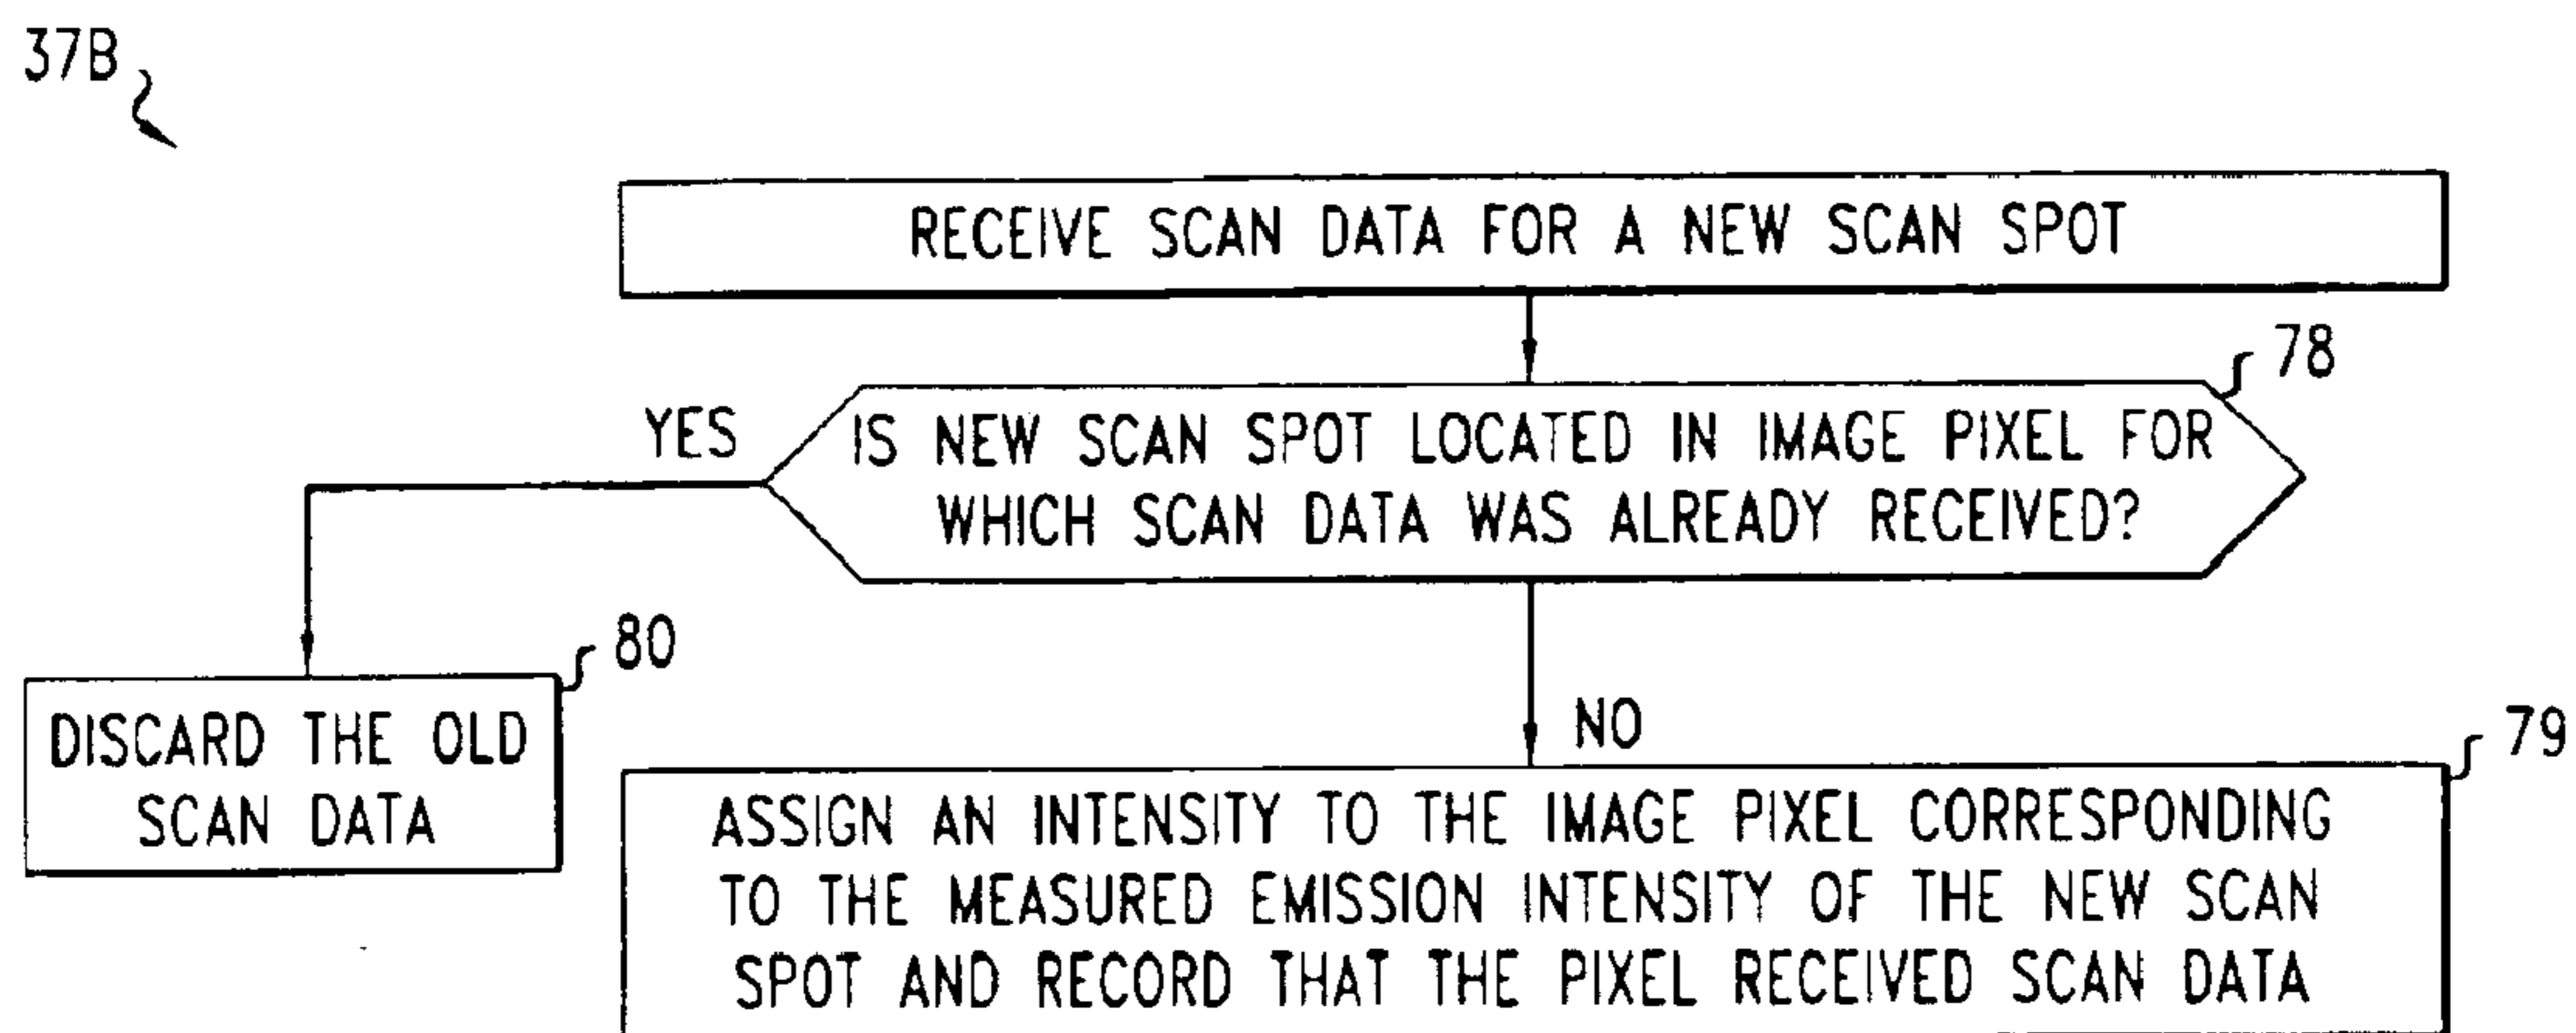 37B
RECEIVE SCAN DATA FOR A NEW SCAN SPOT
78
YES
IS NEW SCAN SPOT LOCATED IN IMAGE PIXEL FOR
WHICH SCAN DATA WAS ALREADY RECEIVED?
80
DISCARD THE OLD
SCAN DATA
NO
79
ASSIGN AN INTENSITY TO THE IMAGE PIXEL CORRESPONDING
TO THE MEASURED EMISSION INTENSITY OF THE NEW SCAN
SPOT AND RECORD THAT THE PIXEL RECEIVED SCAN DATA